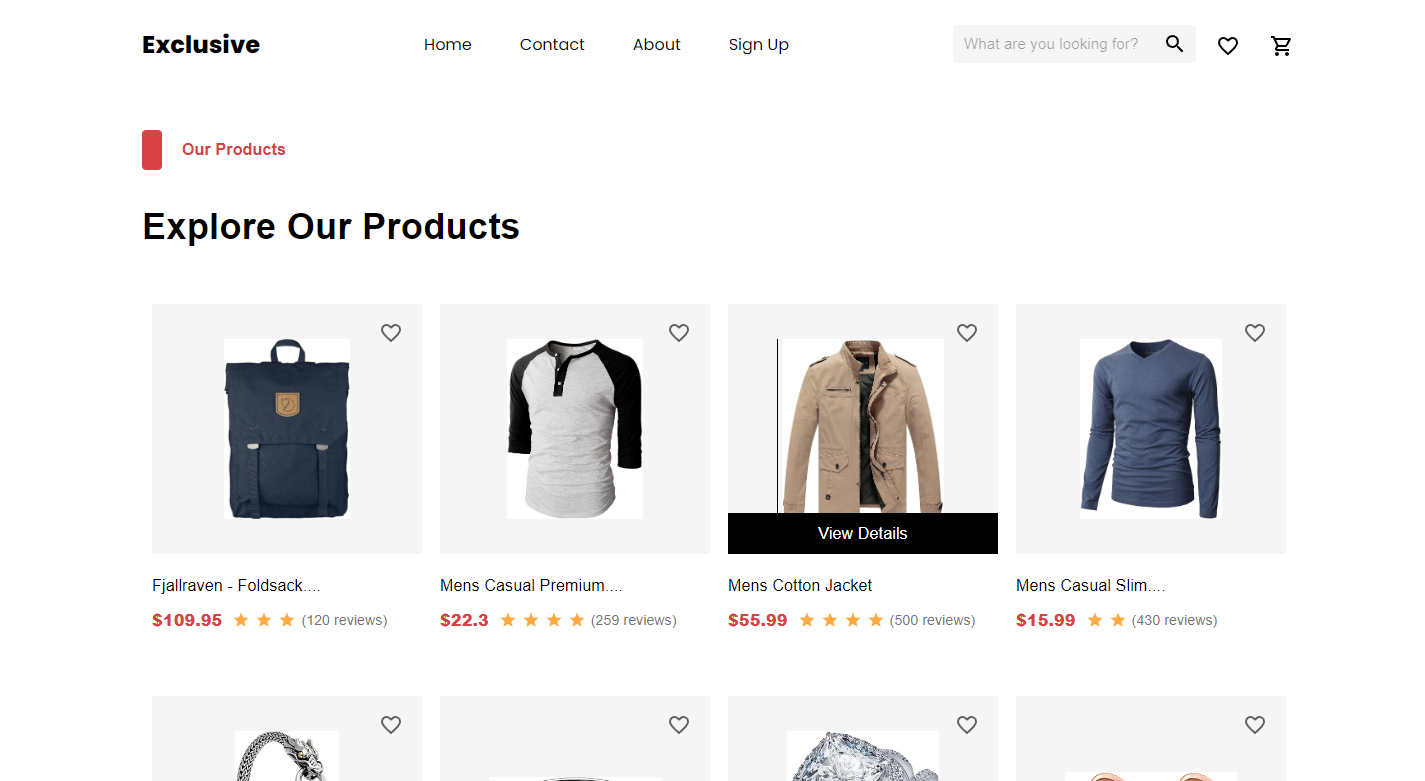 Exclusive
Home Contact About Sign Up
What are you looking for?
Our Products
Explore Our Products
View Details
Fjallraven - Foldsack....
$109.95 (120 reviews)
Mens Casual Premium....
$22.3 (259 reviews)
Mens Cotton Jacket
$55.99 (500 reviews)
Mens Casual Slim....
$15.99 (430 reviews)